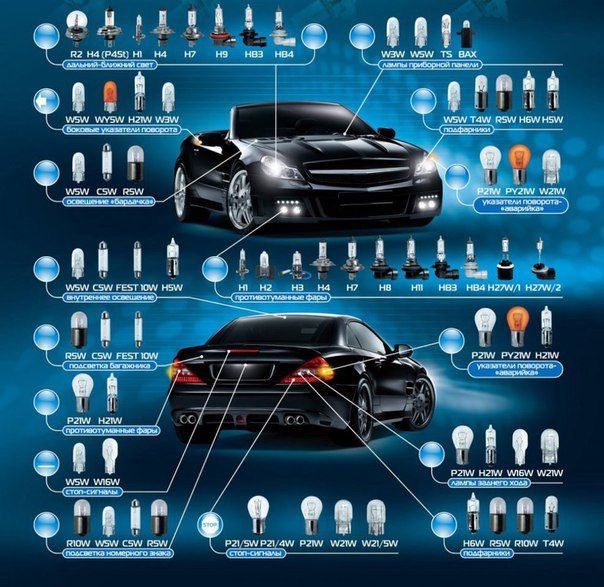 R2 H4 (P45t) H1 H4 H7 H9 HB3 HB4
дальний-ближний свет
W3W W5W T5 BAX
лампы приборной панели
W5W WY5W H21W W3W
боковые указатели поворота
W5W T4W R5W H6W H5W
подфарники
W5W C5W R5W
освещение «бардачка»
P21W PY21W W21W
указатели поворота-
«аварийка»
W5W C5W FEST 10W H5W
внутреннее освещение
H1 H2 H3 H4 H7 H8 H11 HB3 HB4 H27W/1 H27W/2
противотуманные фары
R5W C5W FEST 10W
подсветка багажника
P21W PY21W H21W
указатели поворота-
«аварийка»
P21W H21W
противотуманные фары
P21W H21W W16W W21W
лампы заднего хода
W5W W16W
стоп-сигналы
R10W W5W C5W R5W
подсветка номерного знака
STOP
P21/5W P21/4W P21W W21W W21/5W
стоп-сигналы
H6W R5W R10W T4W
подфарники